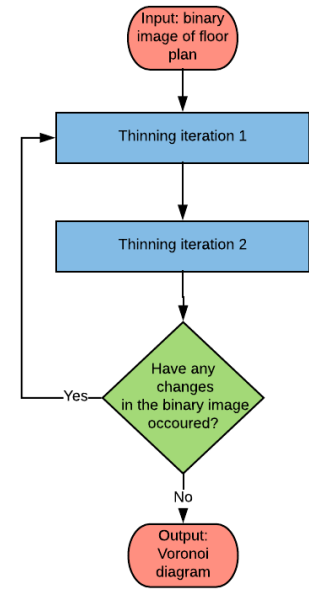 Input: binary
image of floor
plan
Thinning iteration 1
Thinning iteration 2
Have any
changes
in the binary image
occoured?
Yes
No
Output:
Voronoi
diagram